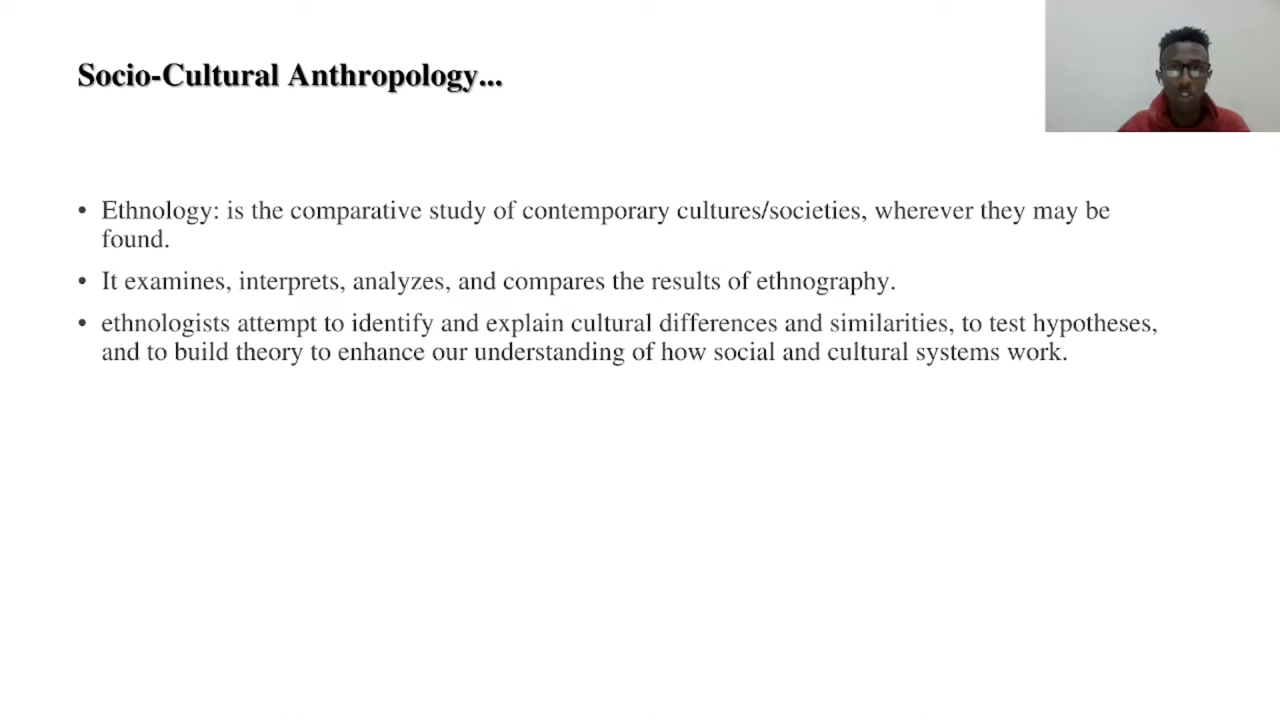 Socio-Cultural Anthropology...
• Ethnology: is the comparative study of contemporary cultures/societies, wherever they may be
found.
• It examines, interprets, analyzes, and compares the results of ethnography.
• ethnologists attempt to identify and explain cultural differences and similarities, to test hypotheses,
and to build theory to enhance our understanding of how social and cultural systems work.